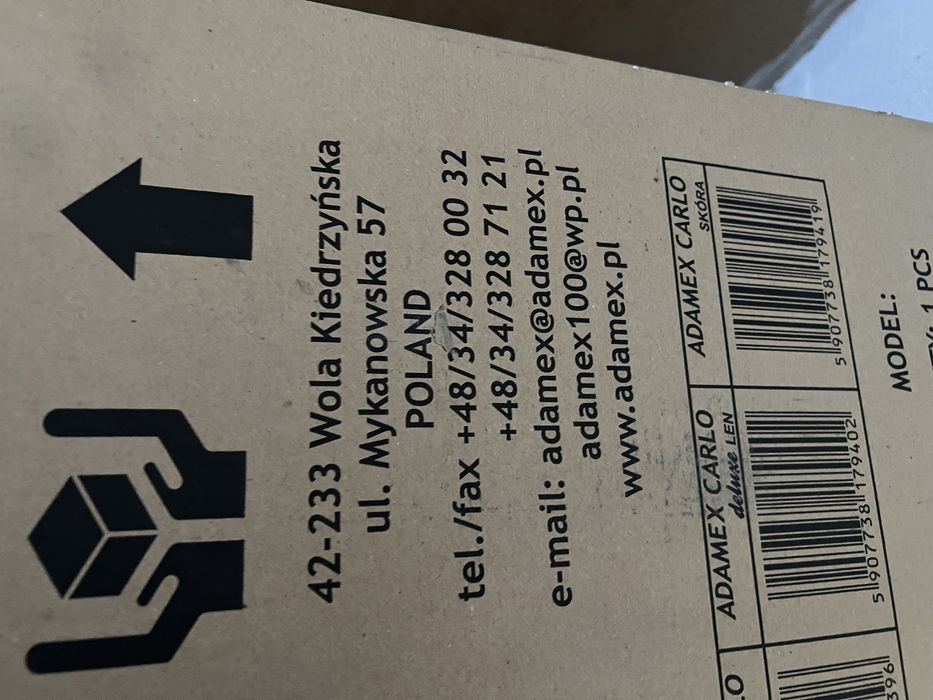 42-233 Wola Kiedrzyńska
ul. Mykanowska 57
POLAND
tel./fax +48/34/328 00 32
+48/34/328 71 21
e-mail: adamex@adamex.pl
adamex100@wp.pl
www.adamex.pl
ADAMEX CARLO
deluxe LEN
5 907738 179402
ADAMEX CARLO
SKÓRA
5 907738 179419
MODEL:
1 PCS